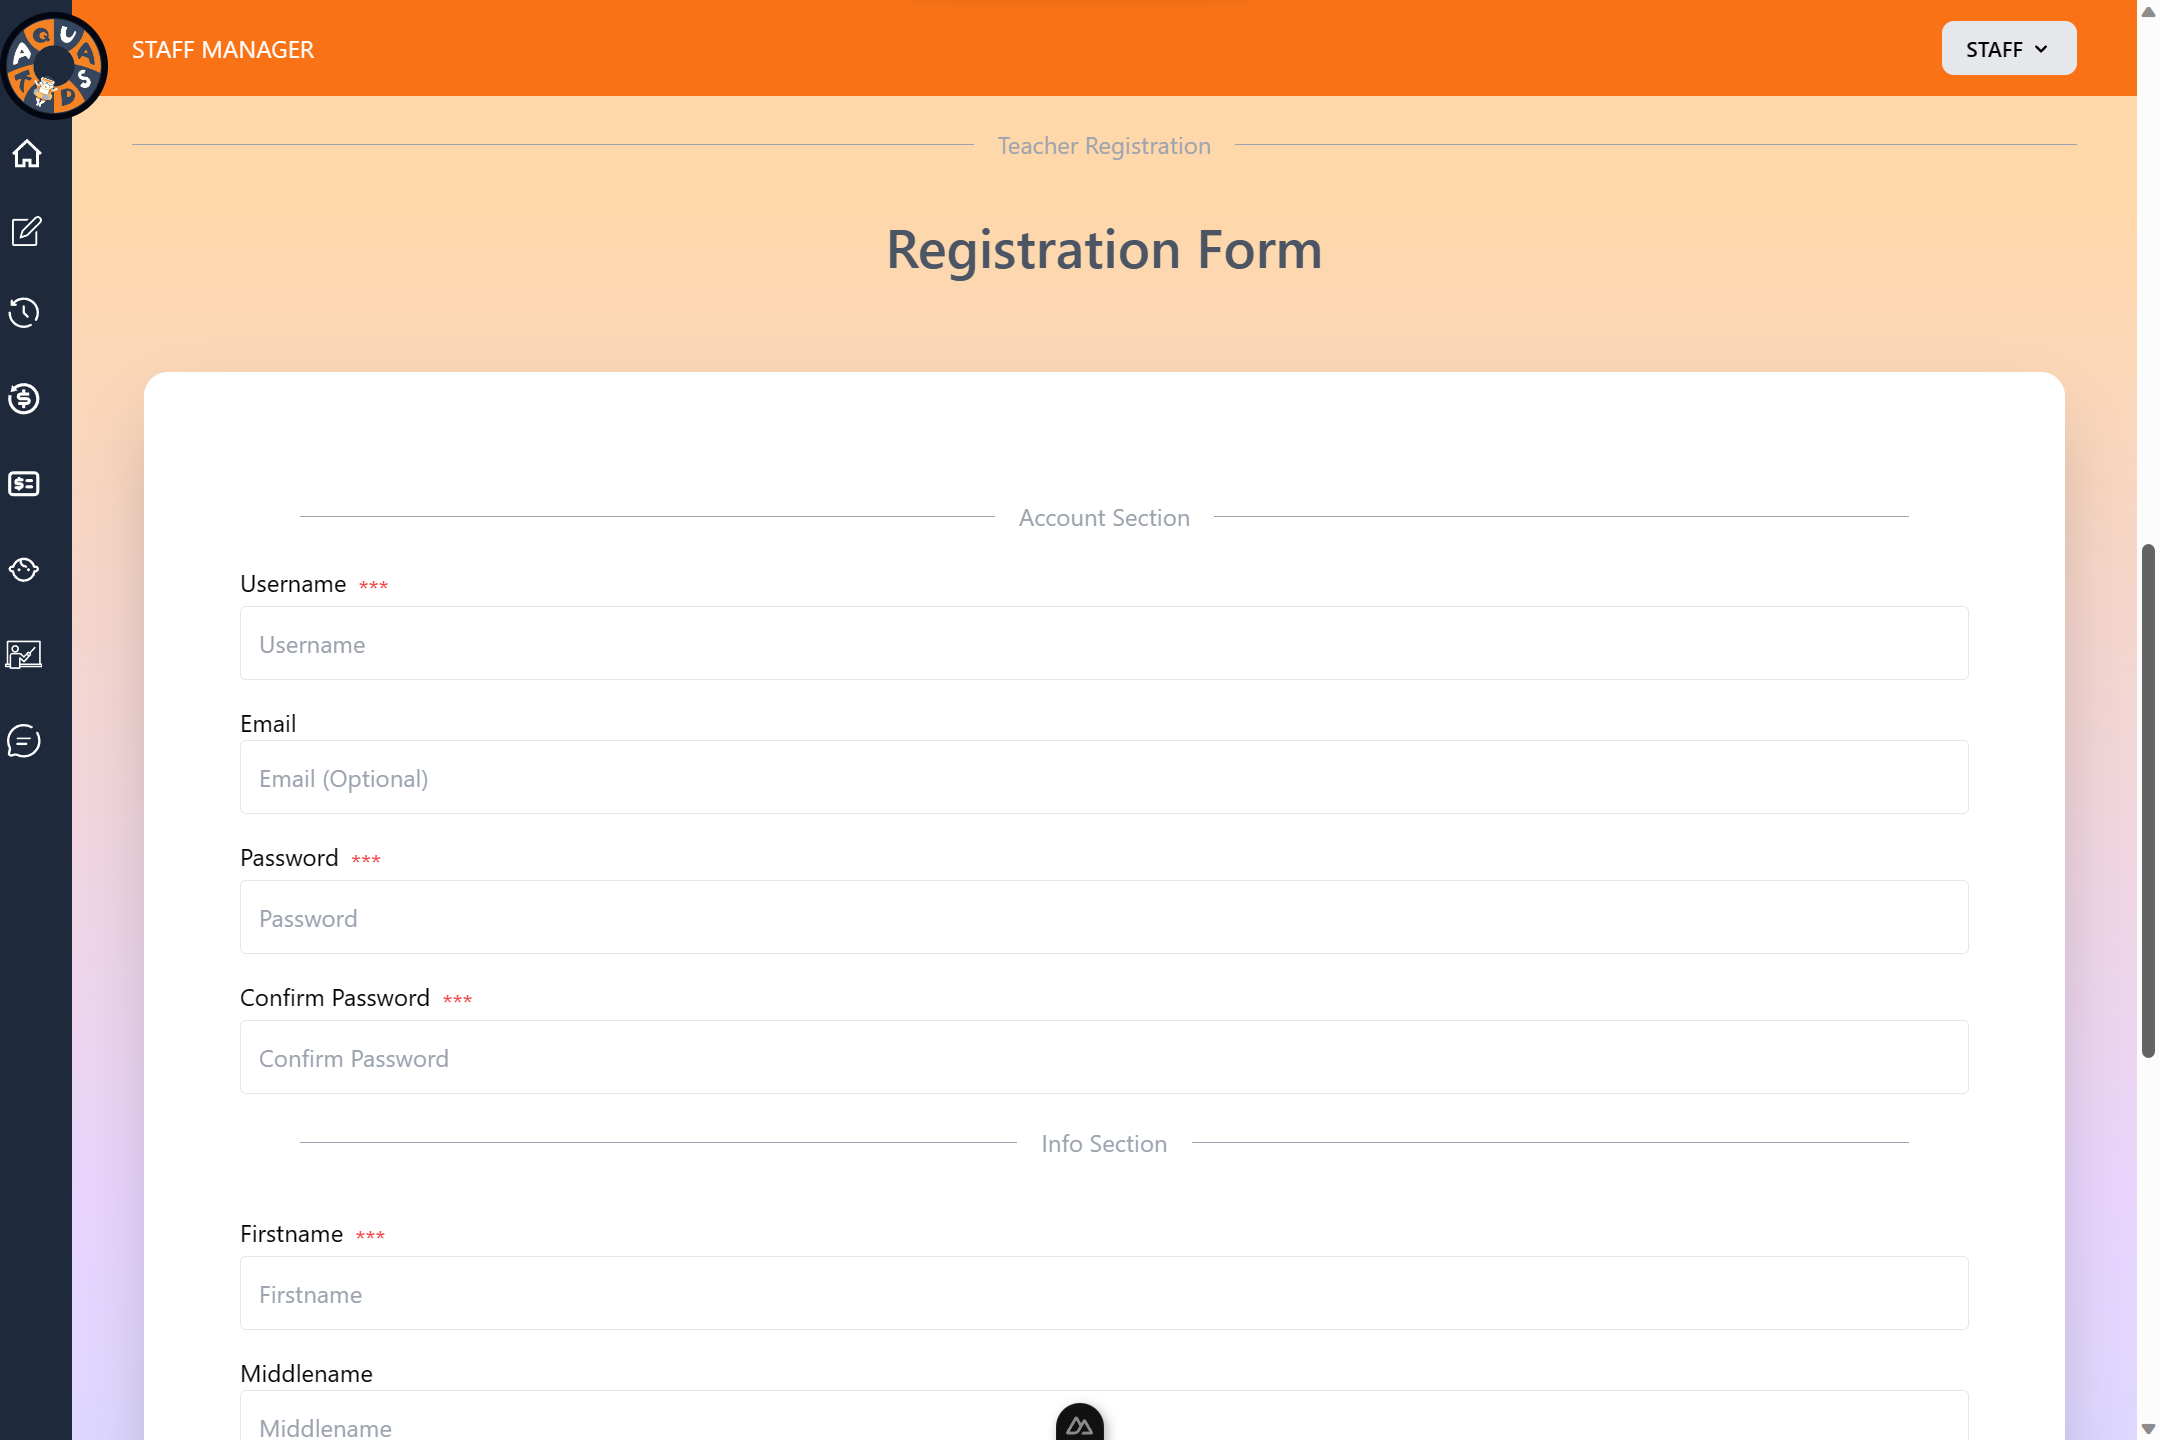 AQUA KIDS
STAFF MANAGER
STAFF
Teacher Registration
Registration Form
Account Section
Username ***
Username
Email
Email (Optional)
Password ***
Password
Confirm Password ***
Confirm Password
Info Section
Firstname ***
Firstname
Middlename
Middlename